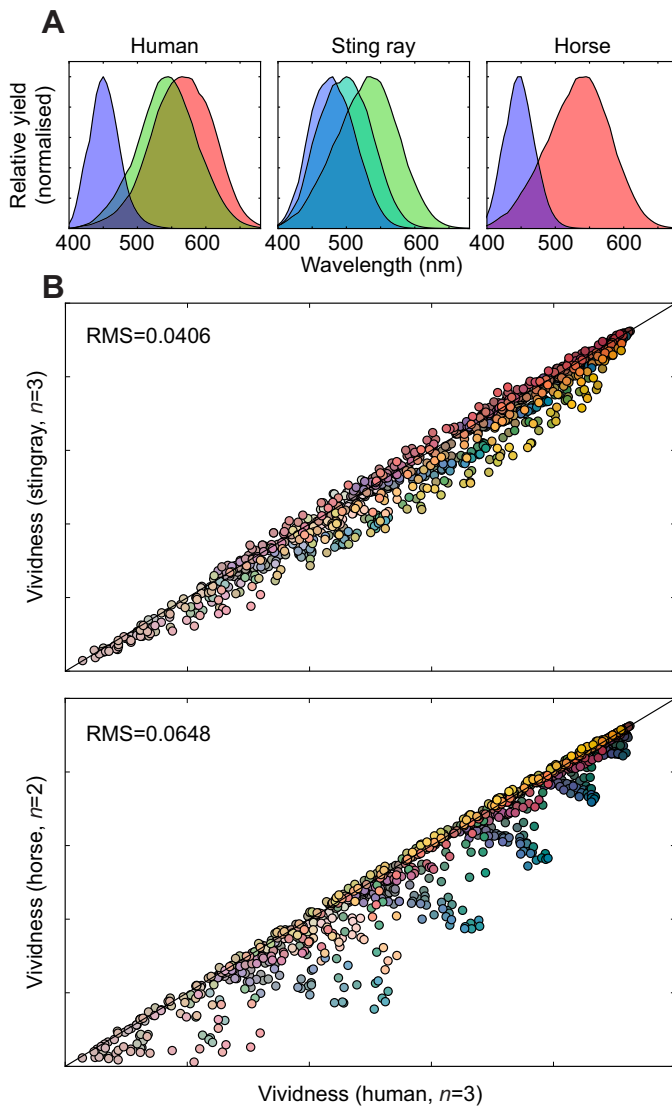 A
Human
Sting ray
Horse
Relative yield
(normalised)
400 500 600
400 500 600
400 500 600
Wavelength (nm)
B
RMS=0.0406
Vividness (stingray, n=3)
RMS=0.0648
Vividness (horse, n=2)
Vividness (human, n=3)